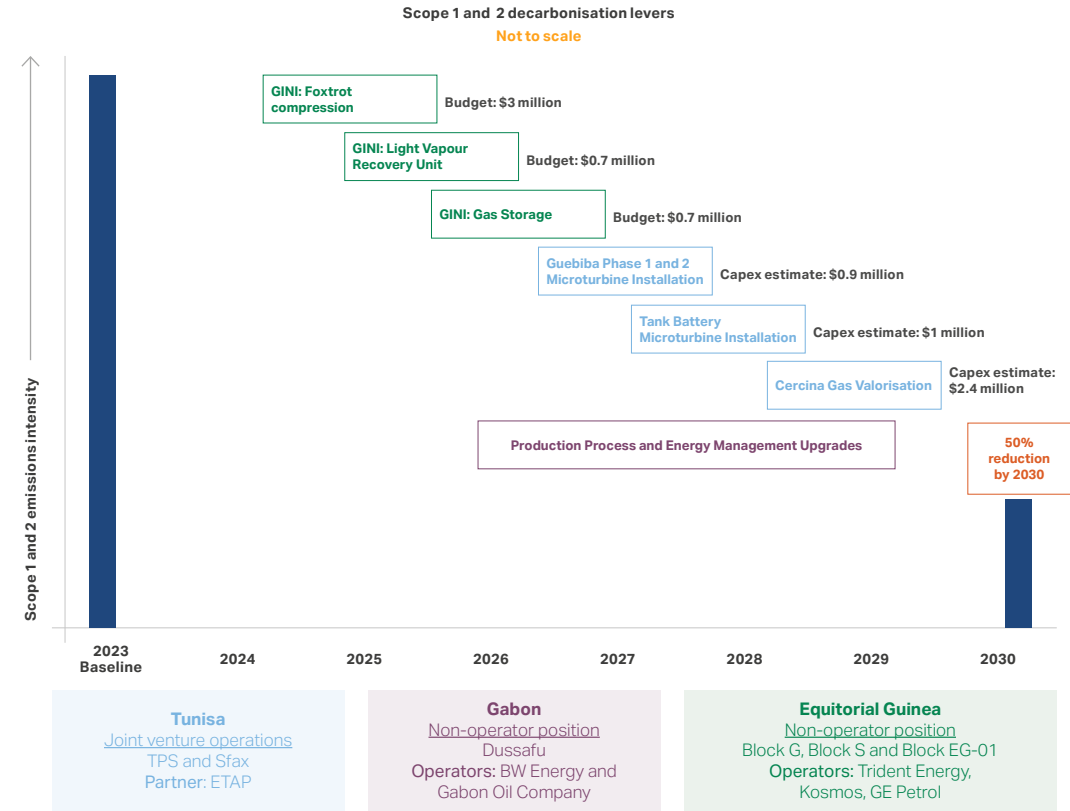 Scope 1 and 2 decarbonisation levers
Not to scale
GINI: Foxtrot
compression
Budget: $3 million
GINI: Light Vapour
Recovery Unit
Budget: $0.7 million
GINI: Gas Storage
Budget: $0.7 million
Guebiba Phase 1 and 2
Microturbine Installation
Capex estimate: $0.9 million
Tank Battery
Microturbine Installation
Capex estimate: $1 million
Cercina Gas Valorisation
Capex estimate:
$2.4 million
Production Process and Energy Management Upgrades
50%
reduction
by 2030
Scope 1 and 2 emissions intensity
2023
Baseline
2024
2025
2026
2027
2028
2029
2030
Tunisa
Joint venture operations
TPS and Sfax
Partner: ETAP
Gabon
Non-operator position
Dussafu
Operators: BW Energy and
Gabon Oil Company
Equitorial Guinea
Non-operator position
Block G, Block S and Block EG-01
Operators: Trident Energy,
Kosmos, GE Petrol